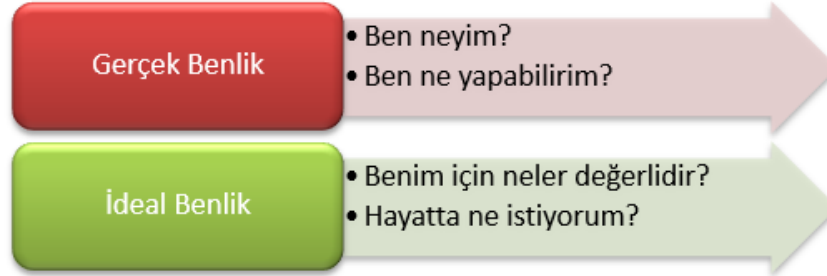 Gerçek Benlik
• Ben neyim?
• Ben ne yapabilirim?
İdeal Benlik
• Benim için neler değerlidir?
• Hayatta ne istiyorum?